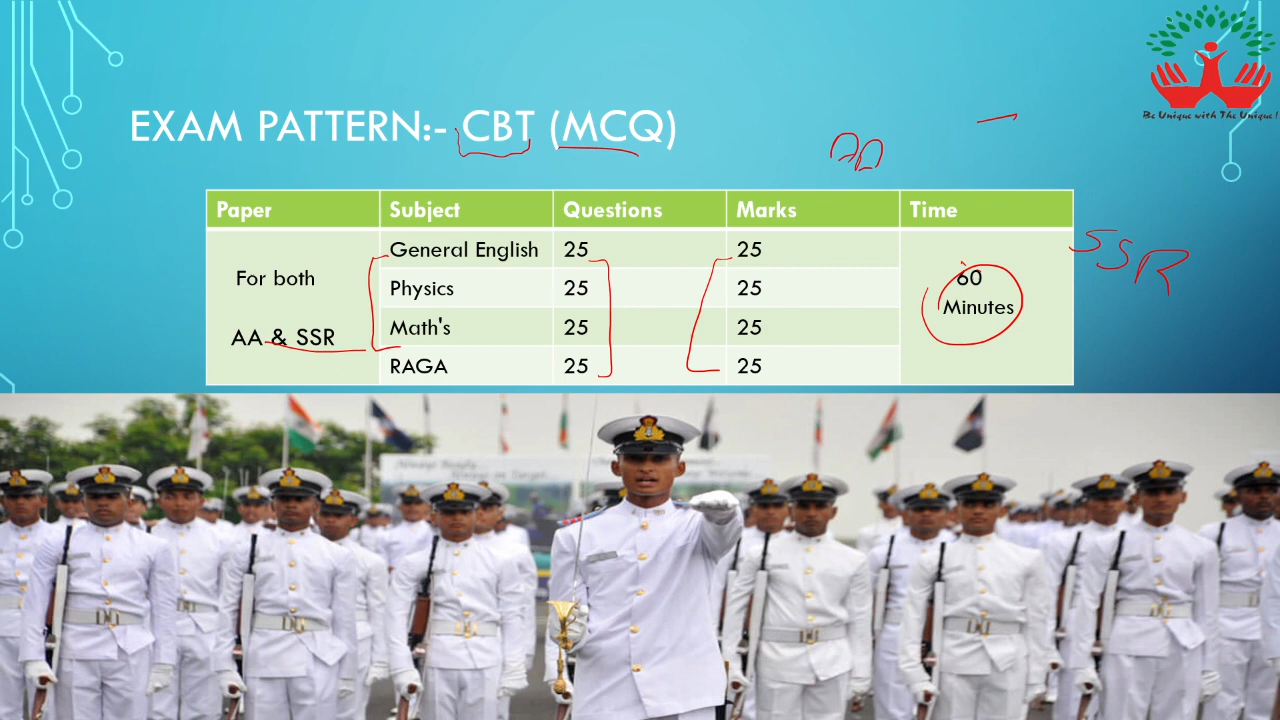 Be Unique with The Unique!
EXAM PATTERN:- CBT (MCQ)
Paper Subject Questions Marks Time
For both
AA & SSR
General English 25 25
Physics 25 25
Math's 25 25
RAGA 25 25
60
Minutes
SSR